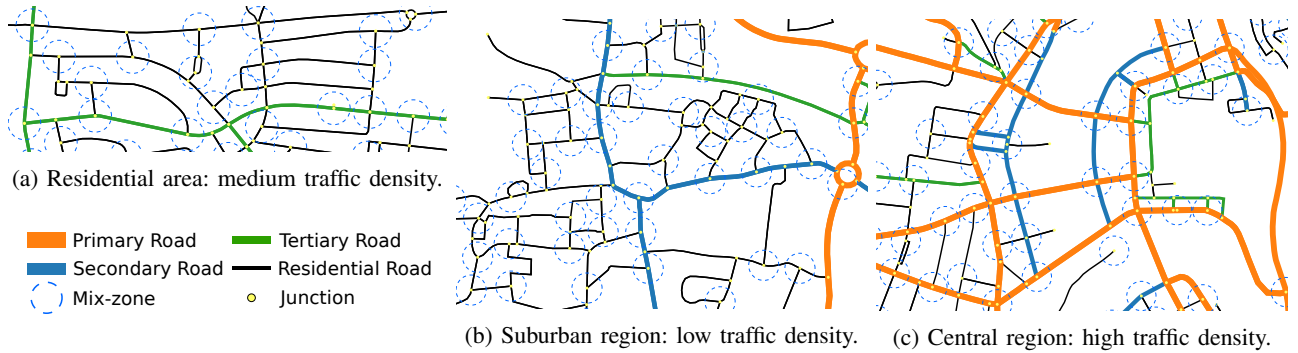 (a) Residential area: medium traffic density.
Primary Road
Tertiary Road
Secondary Road
Residential Road
Mix-zone
Junction
(b) Suburban region: low traffic density.
(c) Central region: high traffic density.